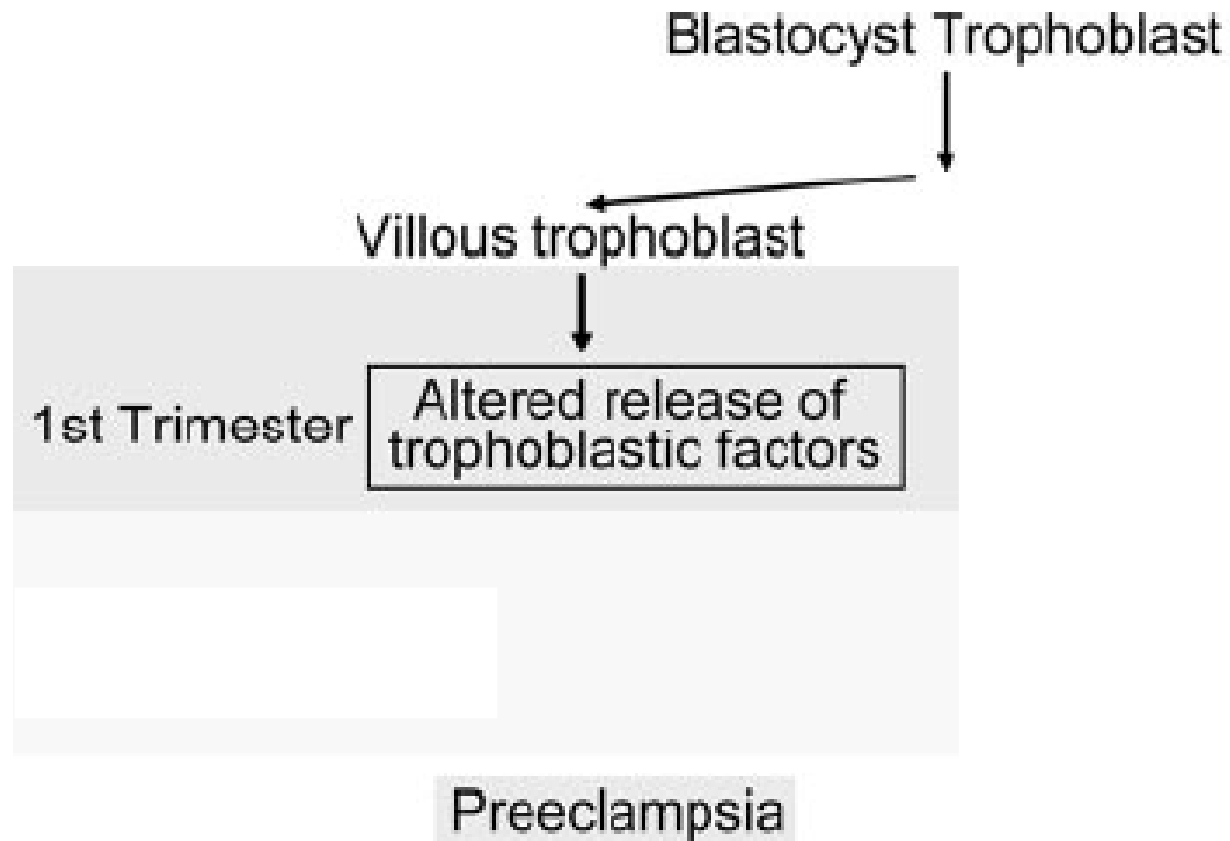 Blastocyst Trophoblast
Villous trophoblast
1st Trimester
Altered release of
trophoblastic factors
Preeclampsia